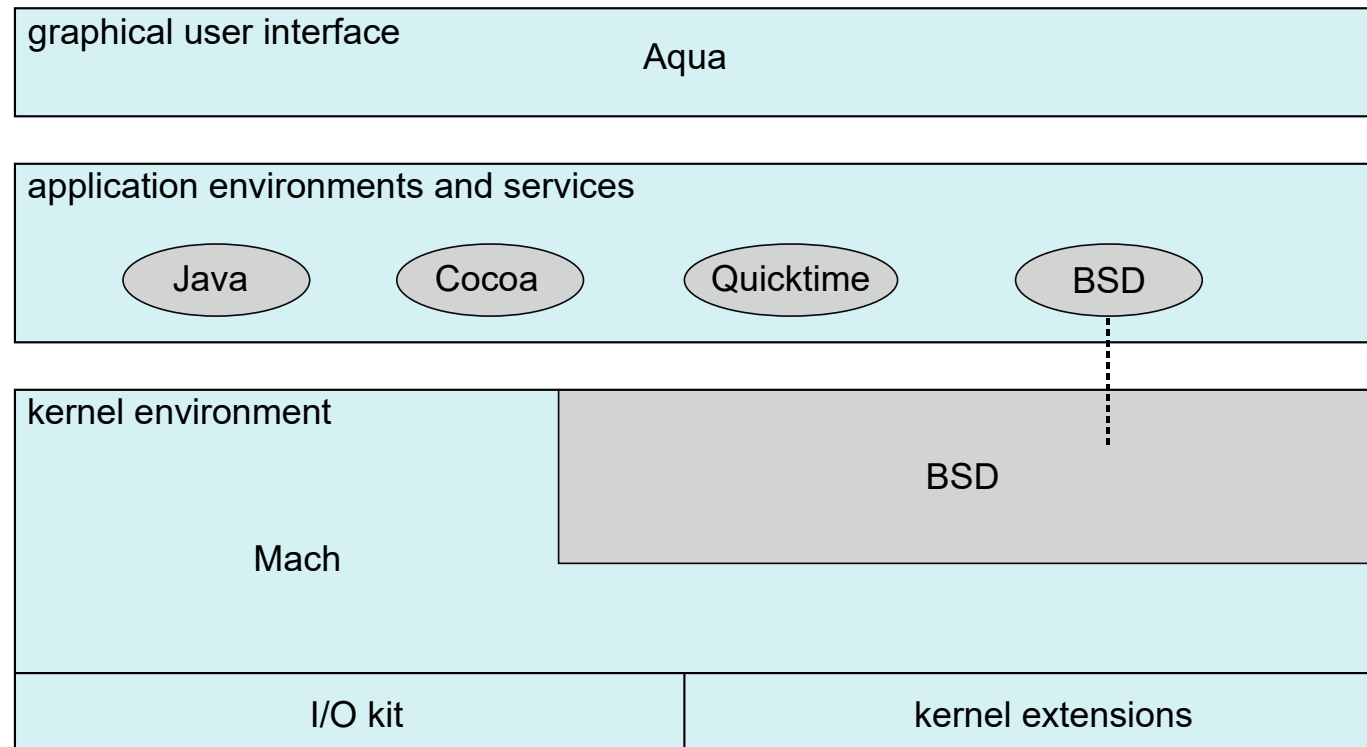 graphical user interface
Aqua
application environments and services
Java
Cocoa
Quicktime
BSD
kernel environment
BSD
Mach
I/O kit
kernel extensions